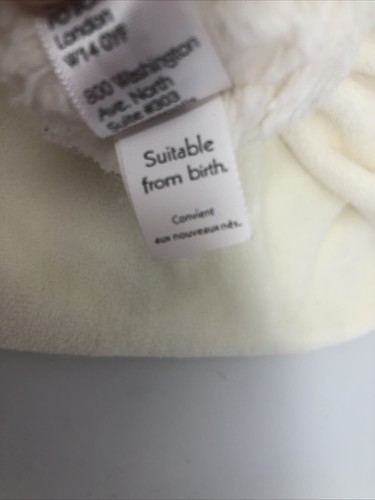 London
W14 0YF
800 Washington
Ave. North
Suite #303
Suitable
from birth.
Convient
aux nouveaux nés.